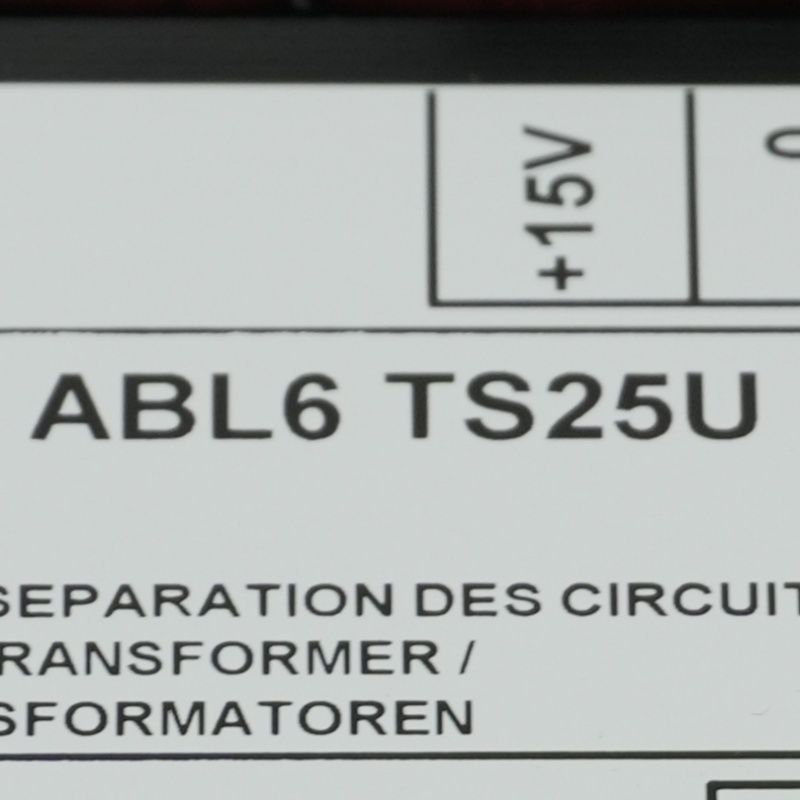 +15V
ABL6 TS25U
SEPARATION DES CIRCUIT
RANSFORMER /
SFORMATOREN